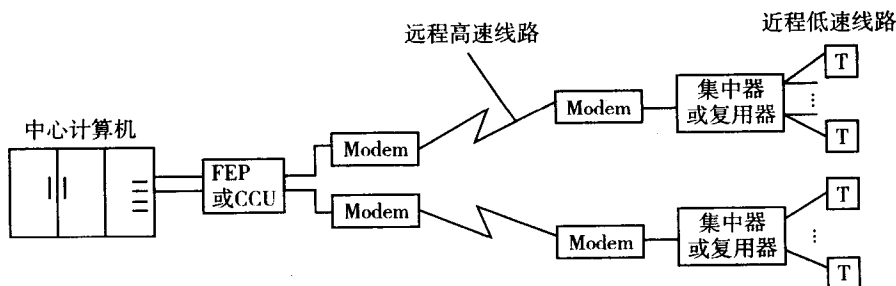 远程高速线路
近程低速线路
T
Modem
集中器
或复用器
T
中心计算机
Modem
FEP
或CCU
Modem
T
Modem
集中器
或复用器
T